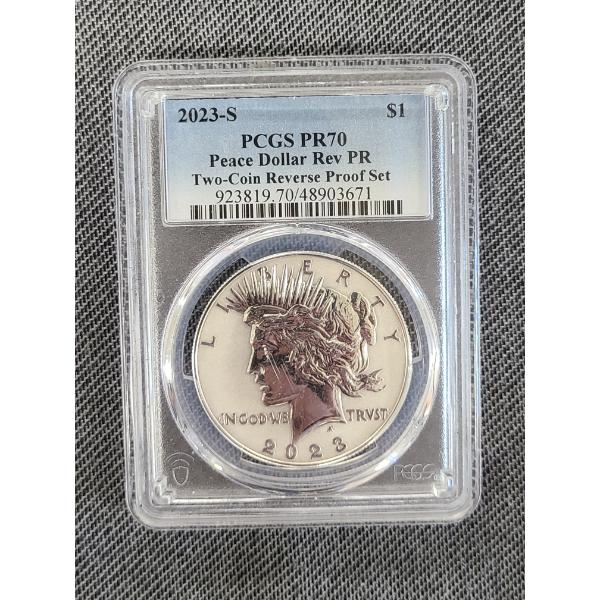 2023-S $1
PCGS PR70
Peace Dollar Rev PR
Two-Coin Reverse Proof Set
923819.70/48903671
LIBERTY
IN GOD WE TRVST
2023
PCGS